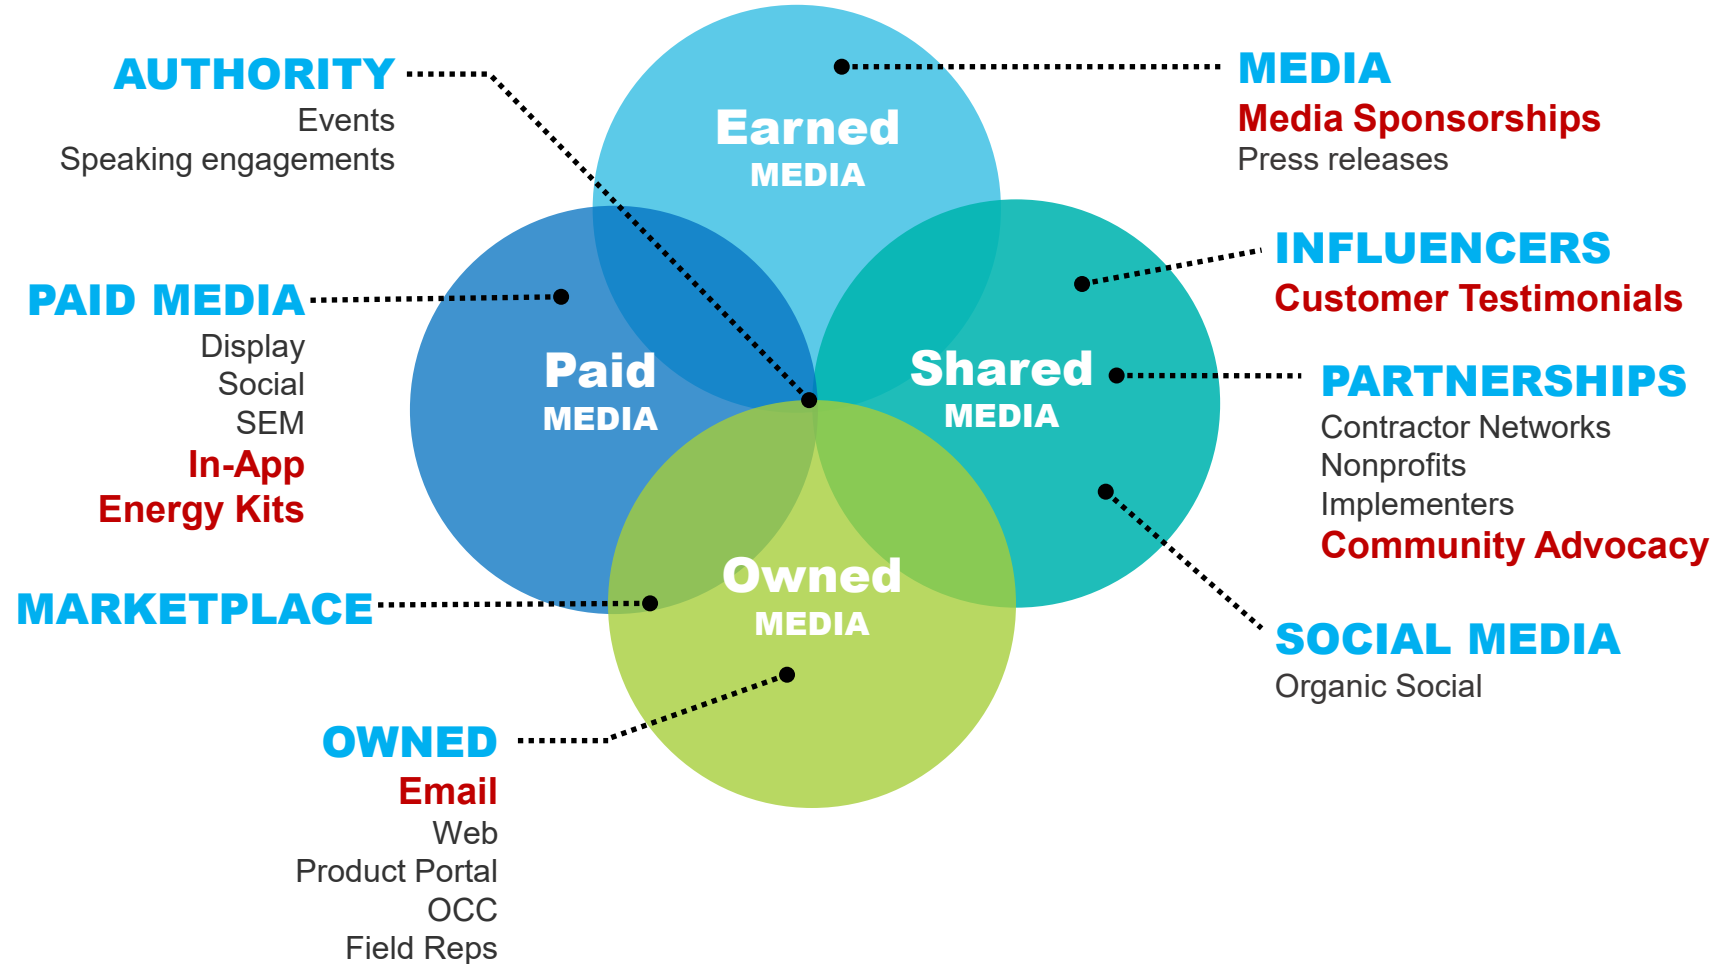 AUTHORITY
Events
Speaking engagements
PAID MEDIA
Display
Social
SEM
In-App
Energy Kits
MARKETPLACE
OWNED
Email
Web
Product Portal
OCC
Field Reps
Earned
MEDIA
Paid
MEDIA
Shared
MEDIA
Owned
MEDIA
MEDIA
Media Sponsorships
Press releases
INFLUENCERS
Customer Testimonials
PARTNERSHIPS
Contractor Networks
Nonprofits
Implementers
Community Advocacy
SOCIAL MEDIA
Organic Social